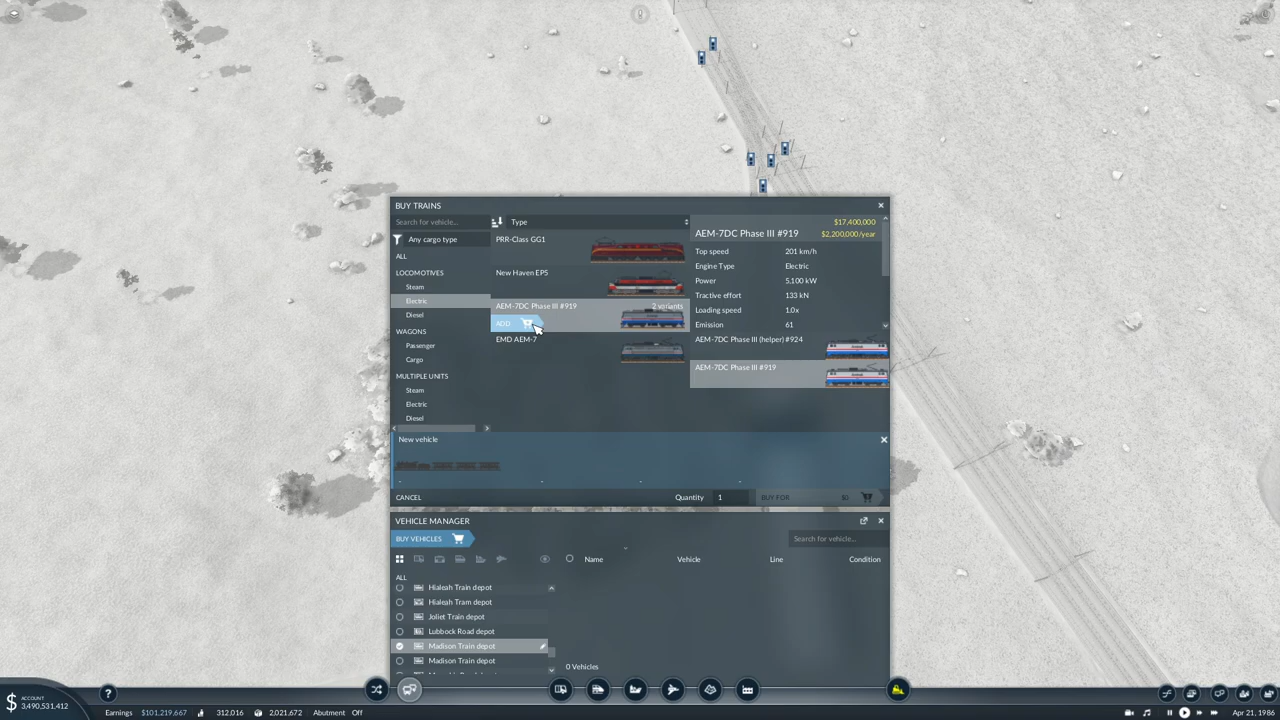 BUY TRAINS
Search for vehicle...
Type
Any cargo type
ALL
LOCOMOTIVES
Steam
Electric
Diesel
WAGONS
Passenger
Cargo
MULTIPLE UNITS
Steam
Electric
Diesel
PRR-Class GG1
New Haven EP5
AEM-7DC Phase III #919
2 variants
ADD
EMD AEM-7
$17,400,000
AEM-7DC Phase III #919
$2,200,000/year
Top speed 201 km/h
Engine Type Electric
Power 5,100 kW
Tractive effort 133 kN
Loading speed 1.0x
Emission 61
AEM-7DC Phase III (helper) #924
AEM-7DC Phase III #919
New vehicle
- - - -
CANCEL
Quantity 1
BUY FOR $0
VEHICLE MANAGER
BUY VEHICLES
Search for vehicle...
Name Vehicle Line Condition
ALL
Hialeah Train depot
Hialeah Tram depot
Joliet Train depot
Lubbock Road depot
Madison Train depot
Madison Train depot
0 Vehicles
$ ACCOUNT
3,490,531,412
?
Earnings $101,219,667 312,016 2,021,672 Abutment Off
Apr 21, 1986